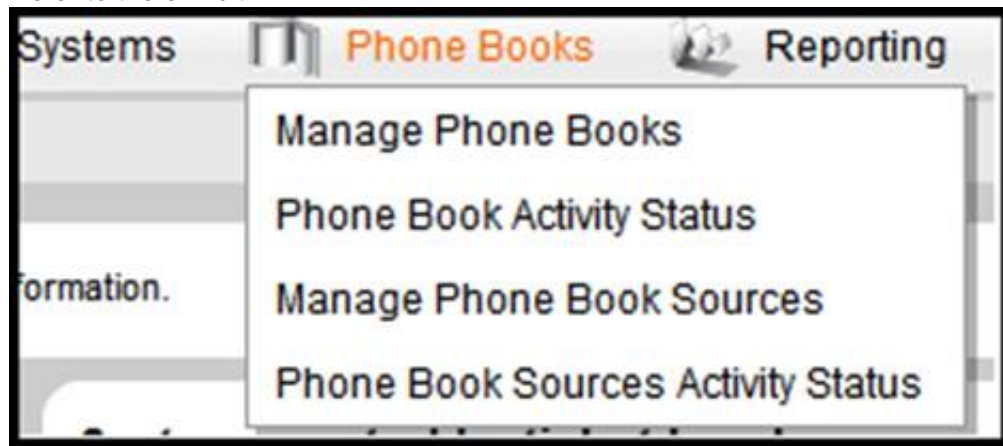 Systems Phone Books Reporting
Manage Phone Books
Phone Book Activity Status
formation.
Manage Phone Book Sources
Phone Book Sources Activity Status